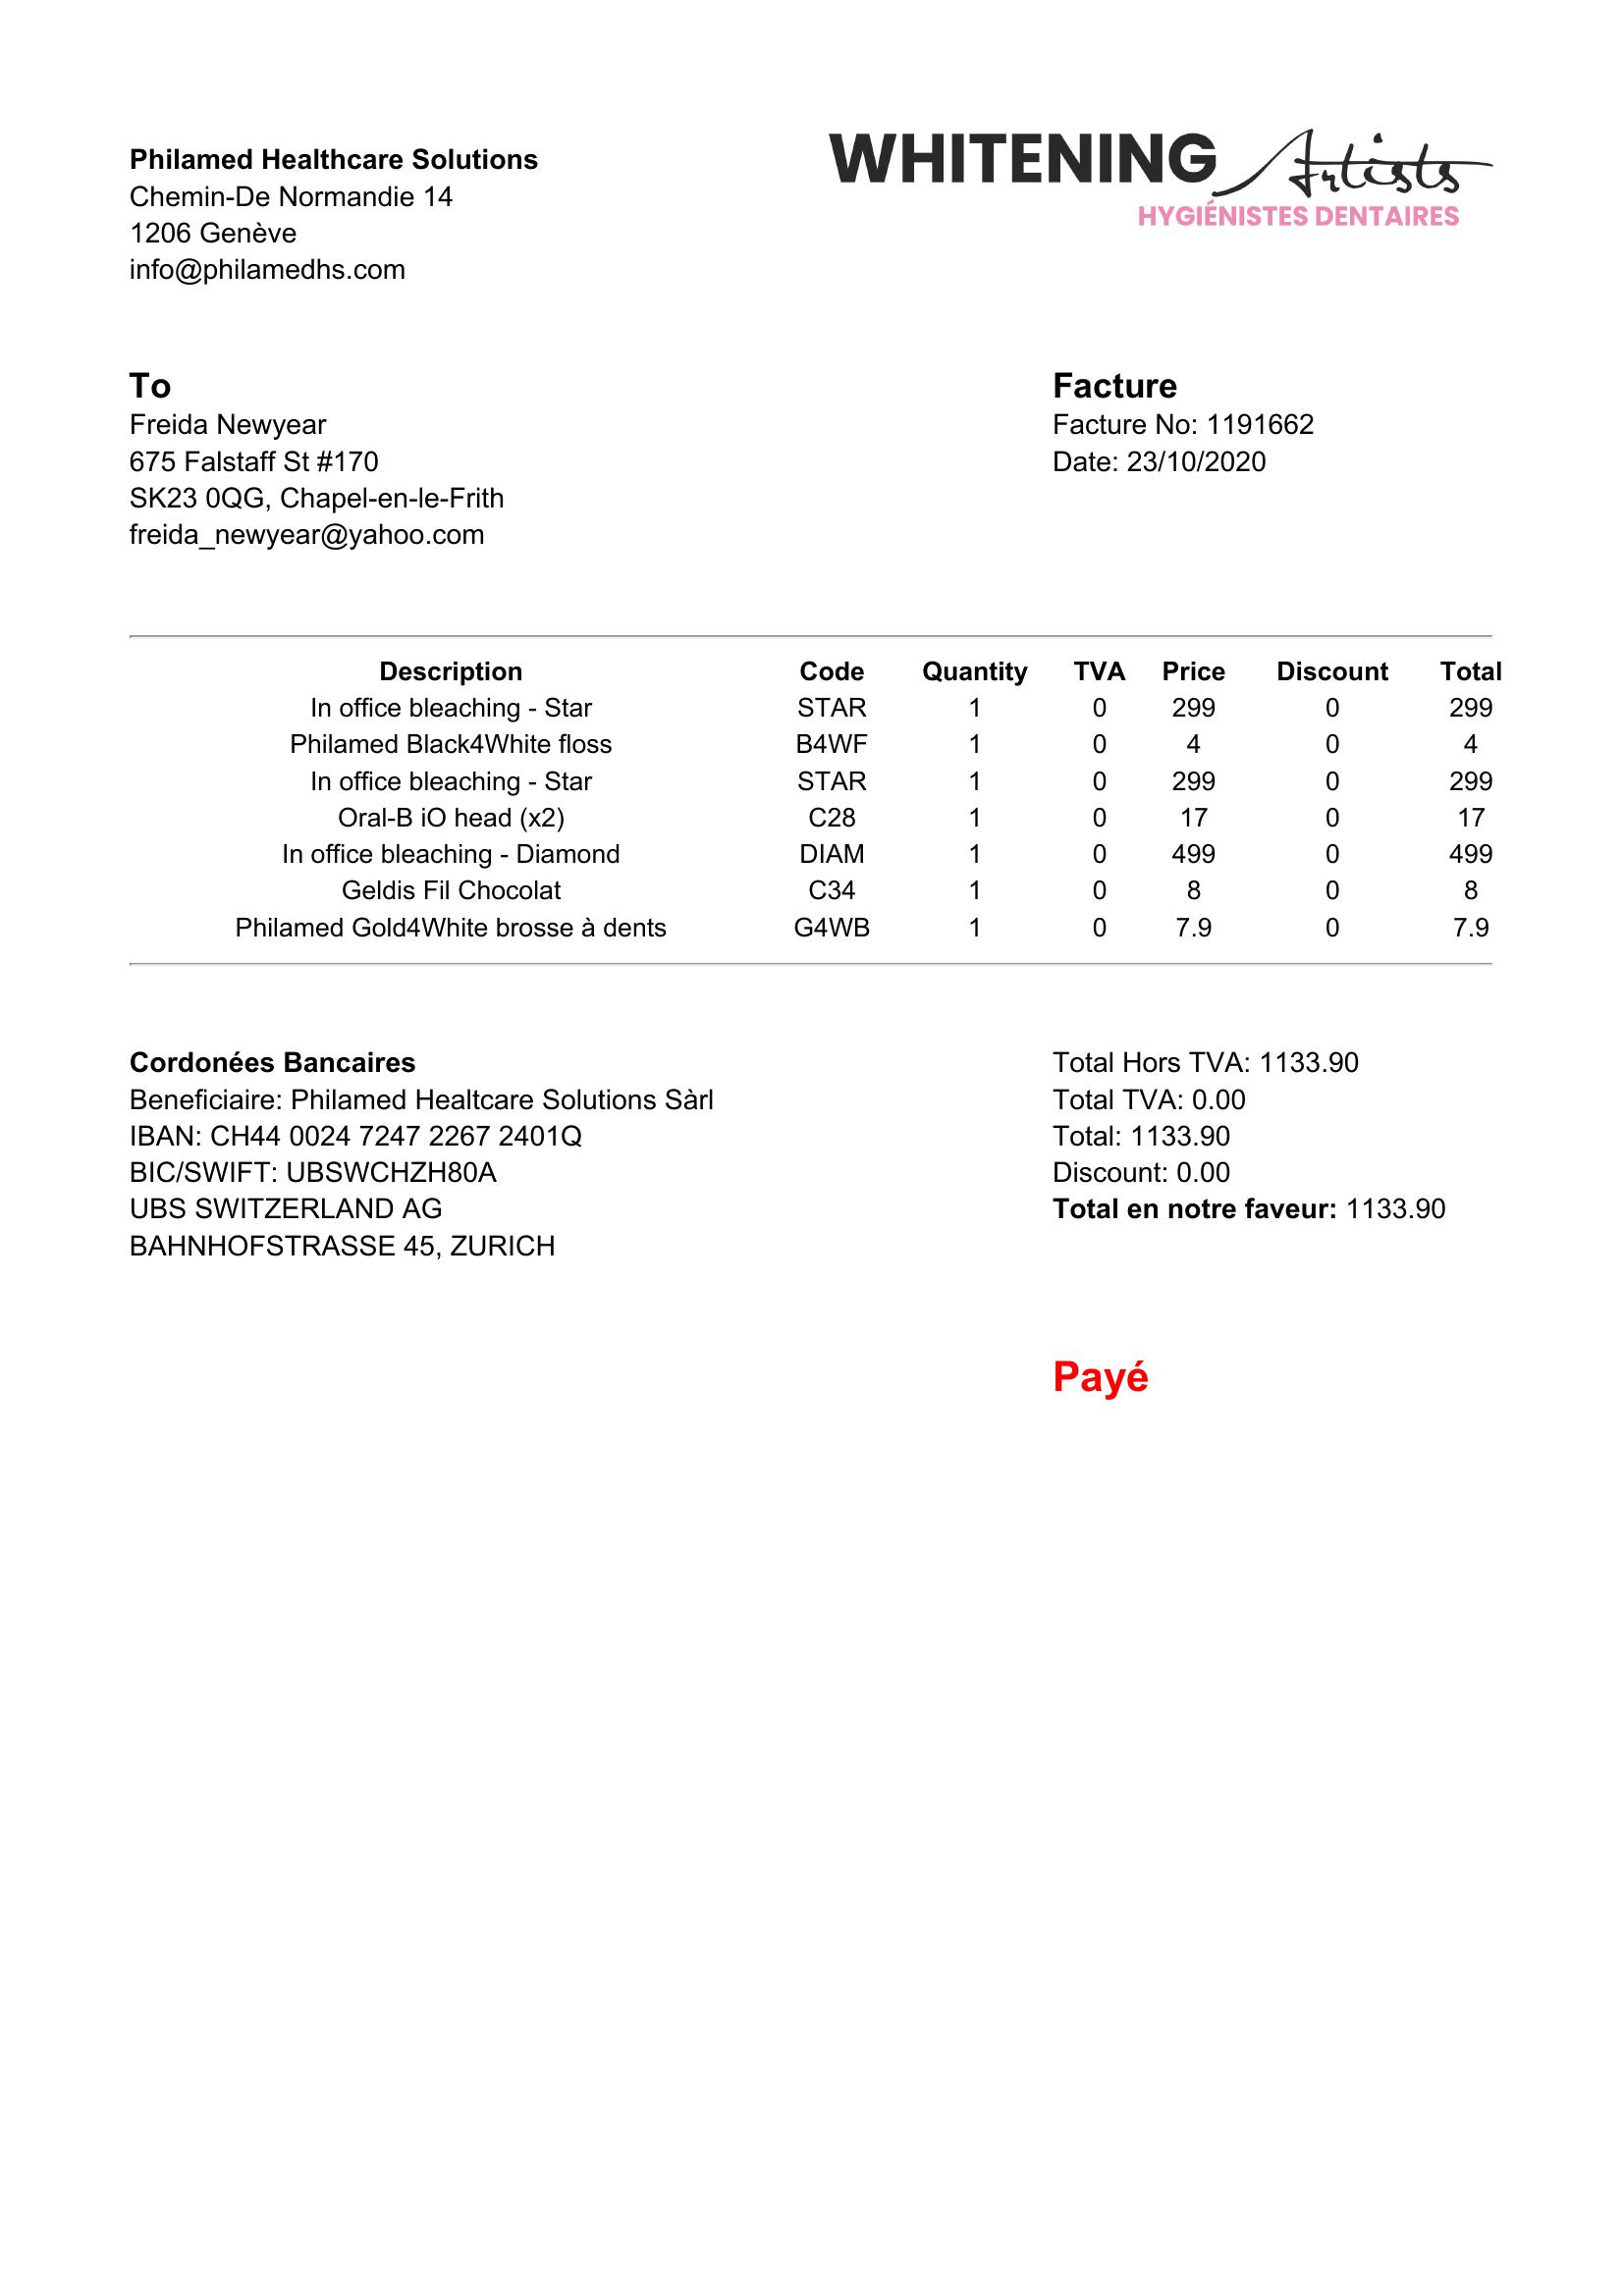 Philamed Healthcare Solutions
Chemin-De Normandie 14
1206 Genève
info@philamedhs.com
WHITENING Artists
HYGIÉNISTES DENTAIRES
To
Freida Newyear
675 Falstaff St #170
SK23 0QG, Chapel-en-le-Frith
freida_newyear@yahoo.com
Facture
Facture No: 1191662
Date: 23/10/2020
Description Code Quantity TVA Price Discount Total
In office bleaching - Star STAR 1 0 299 0 299
Philamed Black4White floss B4WF 1 0 4 0 4
In office bleaching - Star STAR 1 0 299 0 299
Oral-B iO head (x2) C28 1 0 17 0 17
In office bleaching - Diamond DIAM 1 0 499 0 499
Geldis Fil Chocolat C34 1 0 8 0 8
Philamed Gold4White brosse à dents G4WB 1 0 7.9 0 7.9
Cordonées Bancaires
Beneficiaire: Philamed Healtcare Solutions Sàrl
IBAN: CH44 0024 7247 2267 2401Q
BIC/SWIFT: UBSWCHZH80A
UBS SWITZERLAND AG
BAHNHOFSTRASSE 45, ZURICH
Total Hors TVA: 1133.90
Total TVA: 0.00
Total: 1133.90
Discount: 0.00
Total en notre faveur: 1133.90
Payé